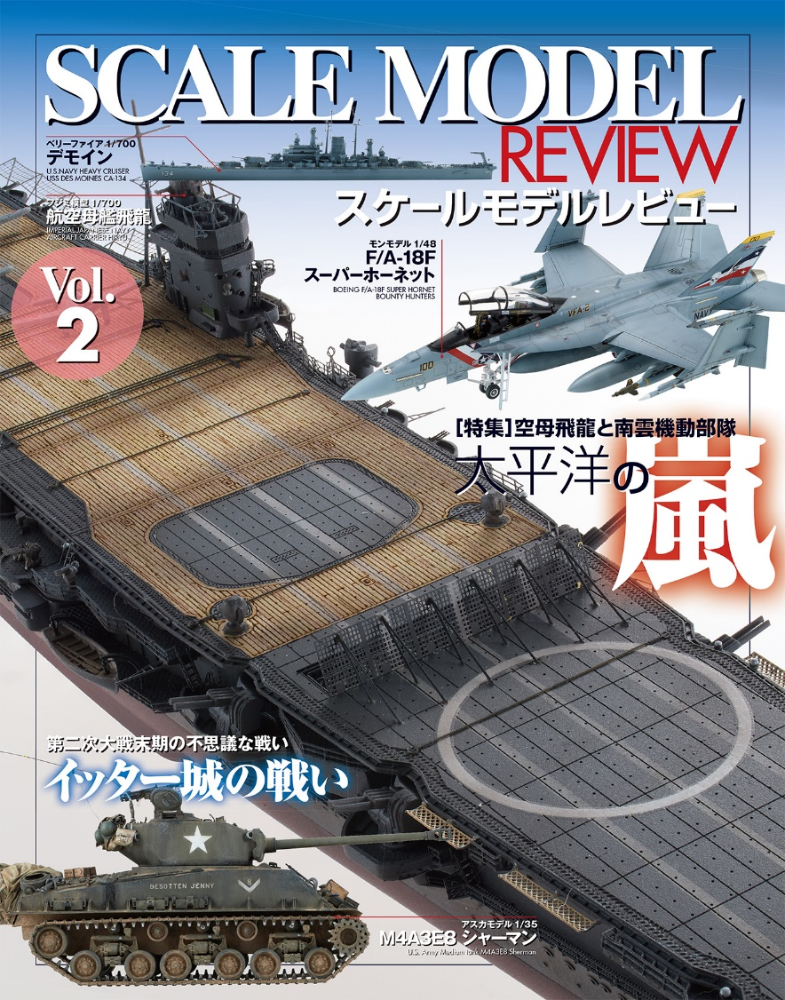 SCALE MODEL
REVIEW
スケールモデルレビュー
ベリーファイア 1/700
デモイン
U.S.NAVY HEAVY CRUISER
USS DES MOINES CA-134
134
フジミ模型 1/700
航空母艦飛龍
IMPERIAL JAPANESE NAVY
AIRCRAFT CARRIER HIRYU
Vol.
2
モンモデル 1/48
F/A-18F
スーパーホーネット
BOEING F/A-18F SUPER HORNET
BOUNTY HUNTERS
VFA-2
NAVY
100
[特集]空母飛龍と南雲機動部隊
太平洋の嵐
第二次大戦末期の不思議な戦い
イッター城の戦い
BESOTTEN JENNY
8
アスカモデル 1/35
M4A3E8 シャーマン
U.S. Army Medium tank M4A3E8 Sherman